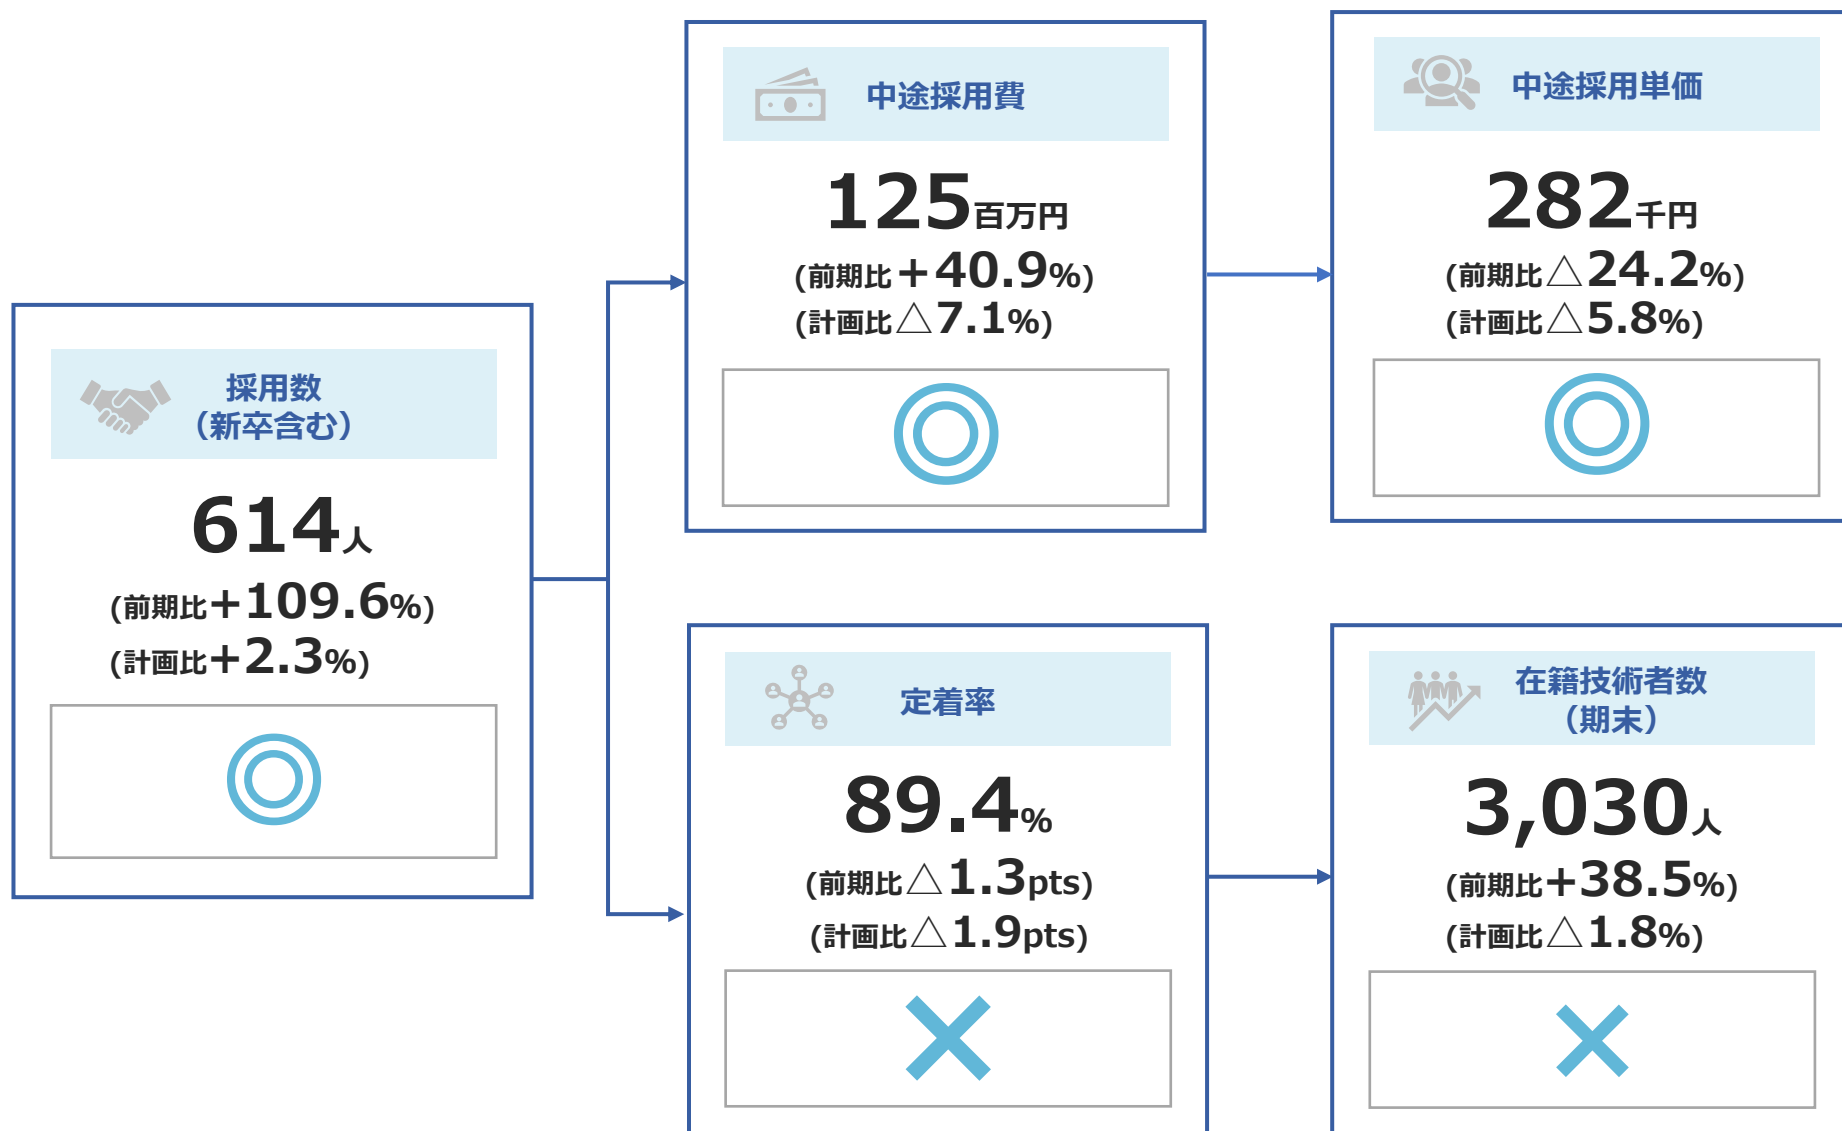 採用数
（新卒含む）
614人
(前期比+109.6%)
(計画比+2.3%)
中途採用費
125百万円
(前期比+40.9%)
(計画比△7.1%)
中途採用単価
282千円
(前期比△24.2%)
(計画比△5.8%)
定着率
89.4%
(前期比△1.3pts)
(計画比△1.9pts)
在籍技術者数
（期末）
3,030人
(前期比+38.5%)
(計画比△1.8%)